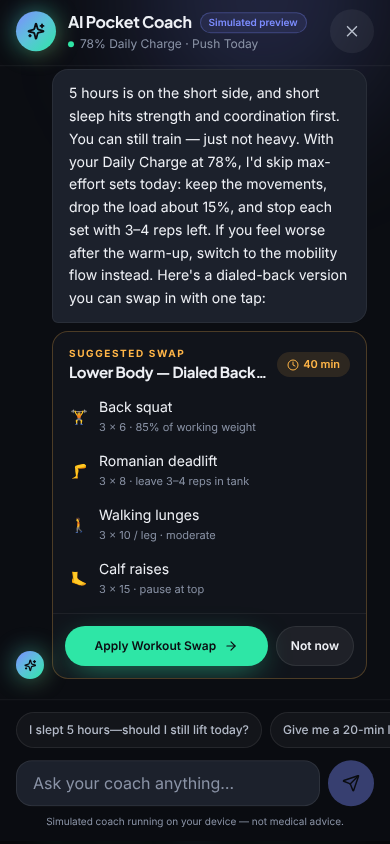 AI Pocket Coach
Simulated preview
78% Daily Charge · Push Today
5 hours is on the short side, and short
sleep hits strength and coordination first.
You can still train — just not heavy. With
your Daily Charge at 78%, I'd skip max-
effort sets today: keep the movements,
drop the load about 15%, and stop each
set with 3–4 reps left. If you feel worse
after the warm-up, switch to the mobility
flow instead. Here's a dialed-back version
you can swap in with one tap:
SUGGESTED SWAP
Lower Body — Dialed Back…
40 min
Back squat
3 × 6 · 85% of working weight
Romanian deadlift
3 × 8 · leave 3–4 reps in tank
Walking lunges
3 × 10 / leg · moderate
Calf raises
3 × 15 · pause at top
Apply Workout Swap →
Not now
I slept 5 hours—should I still lift today?
Give me a 20-min
Ask your coach anything...
Simulated coach running on your device — not medical advice.